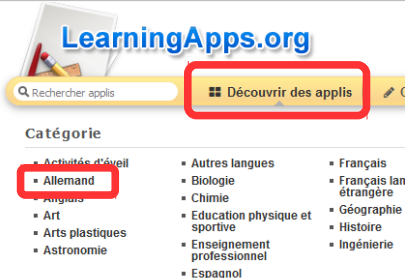 LearningApps.org
Rechercher applis
Découvrir des applis
Catégorie
Activités d'éveil
Allemand
Anglais
Art
Arts plastiques
Astronomie
Autres langues
Biologie
Chimie
Education physique et
sportive
Enseignement
professionnel
Espagnol
Français
Français lan
étrangère
Géographie
Histoire
Ingénierie